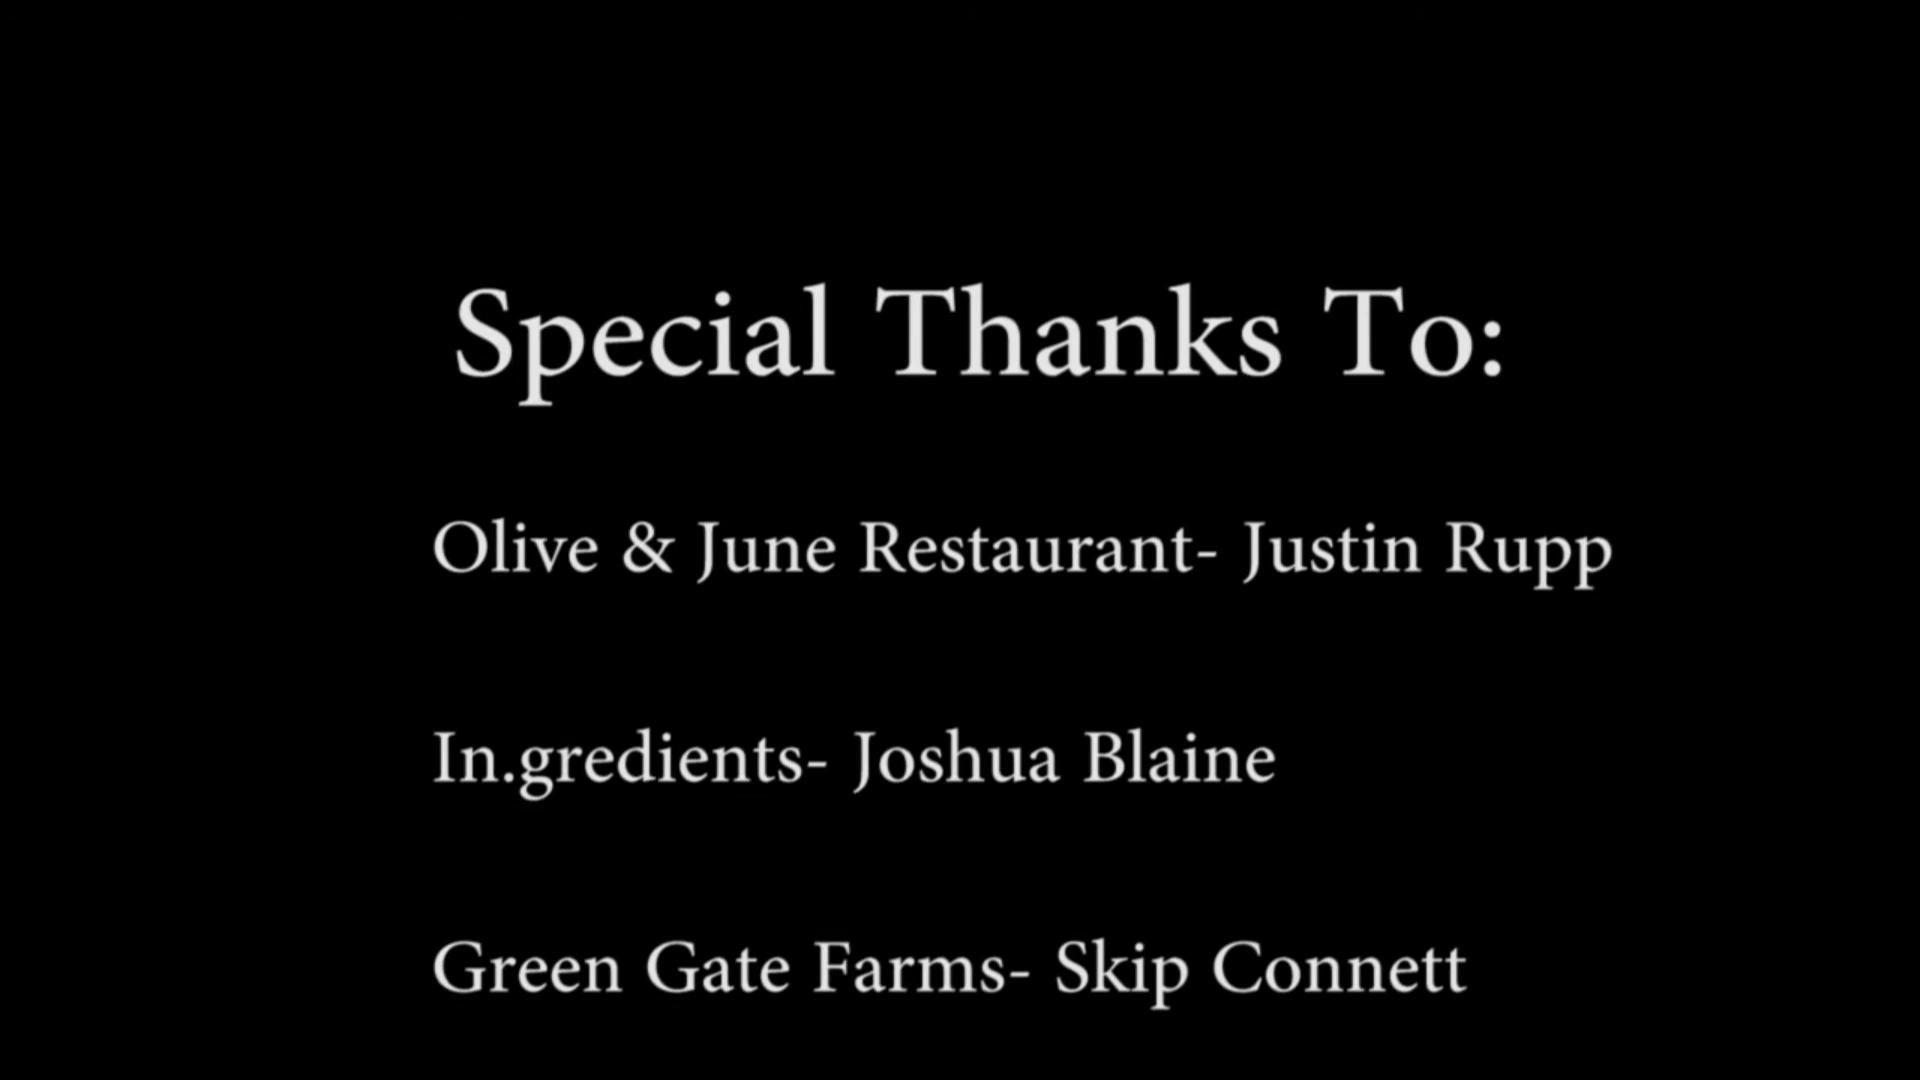 Special Thanks To:
Olive & June Restaurant- Justin Rupp
In.gredients- Joshua Blaine
Green Gate Farms- Skip Connett